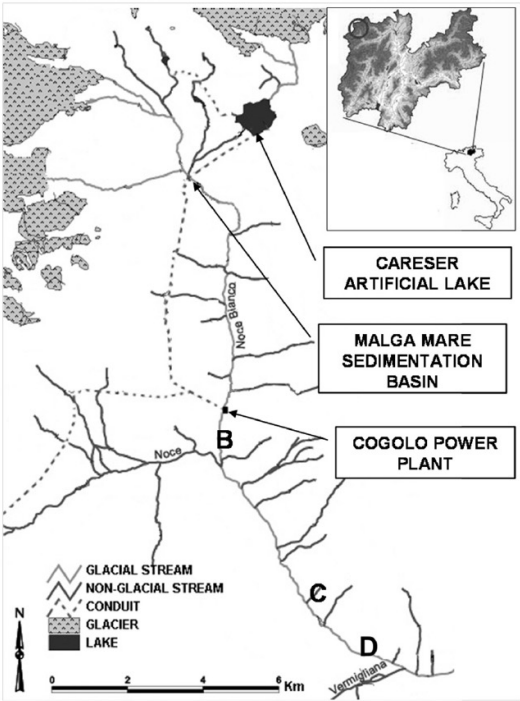 CARESER
ARTIFICIAL LAKE
MALGA MARE
SEDIMENTATION
BASIN
Noce Bianco
COGOLO POWER
PLANT
B
Noce
GLACIAL STREAM
NON-GLACIAL STREAM
CONDUIT
GLACIER
LAKE
C
D
Vermigliana
N
0 2 4 6
Km